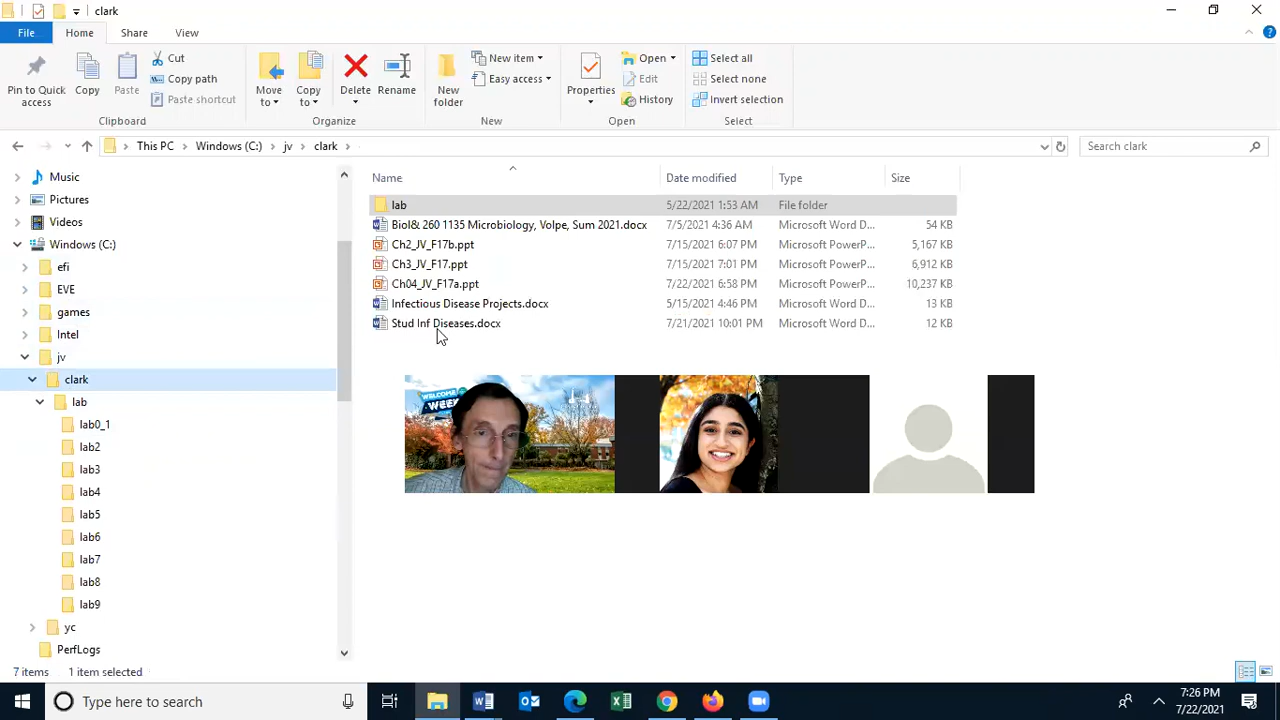 clark
File Home Share View
Pin to Quick access
Copy
Paste
Cut
Copy path
Paste shortcut
Clipboard
Move to
Copy to
Delete
Rename
Organize
New folder
New item
Easy access
New
Properties
Open
Edit
History
Open
Select all
Select none
Invert selection
Select
This PC > Windows (C:) > jv > clark >
Search clark
Music
Pictures
Videos
Windows (C:)
efi
EVE
games
Intel
jv
clark
lab
lab0_1
lab2
lab3
lab4
lab5
lab6
lab7
lab8
lab9
yc
PerfLogs
Name Date modified Type Size
lab 5/22/2021 1:53 AM File folder
Biol& 260 1135 Microbiology, Volpe, Sum 2021.docx 7/5/2021 4:36 AM Microsoft Word D... 54 KB
Ch2_JV_F17b.ppt 7/15/2021 6:07 PM Microsoft PowerP... 5,167 KB
Ch3_JV_F17.ppt 7/15/2021 7:01 PM Microsoft PowerP... 6,912 KB
Ch04_JV_F17a.ppt 7/22/2021 6:58 PM Microsoft PowerP... 10,237 KB
Infectious Disease Projects.docx 5/15/2021 4:46 PM Microsoft Word D... 13 KB
Stud Inf Diseases.docx 7/21/2021 10:01 PM Microsoft Word D... 12 KB
WELCOME
WEEK
7 items 1 item selected
Type here to search
7:26 PM
7/22/2021